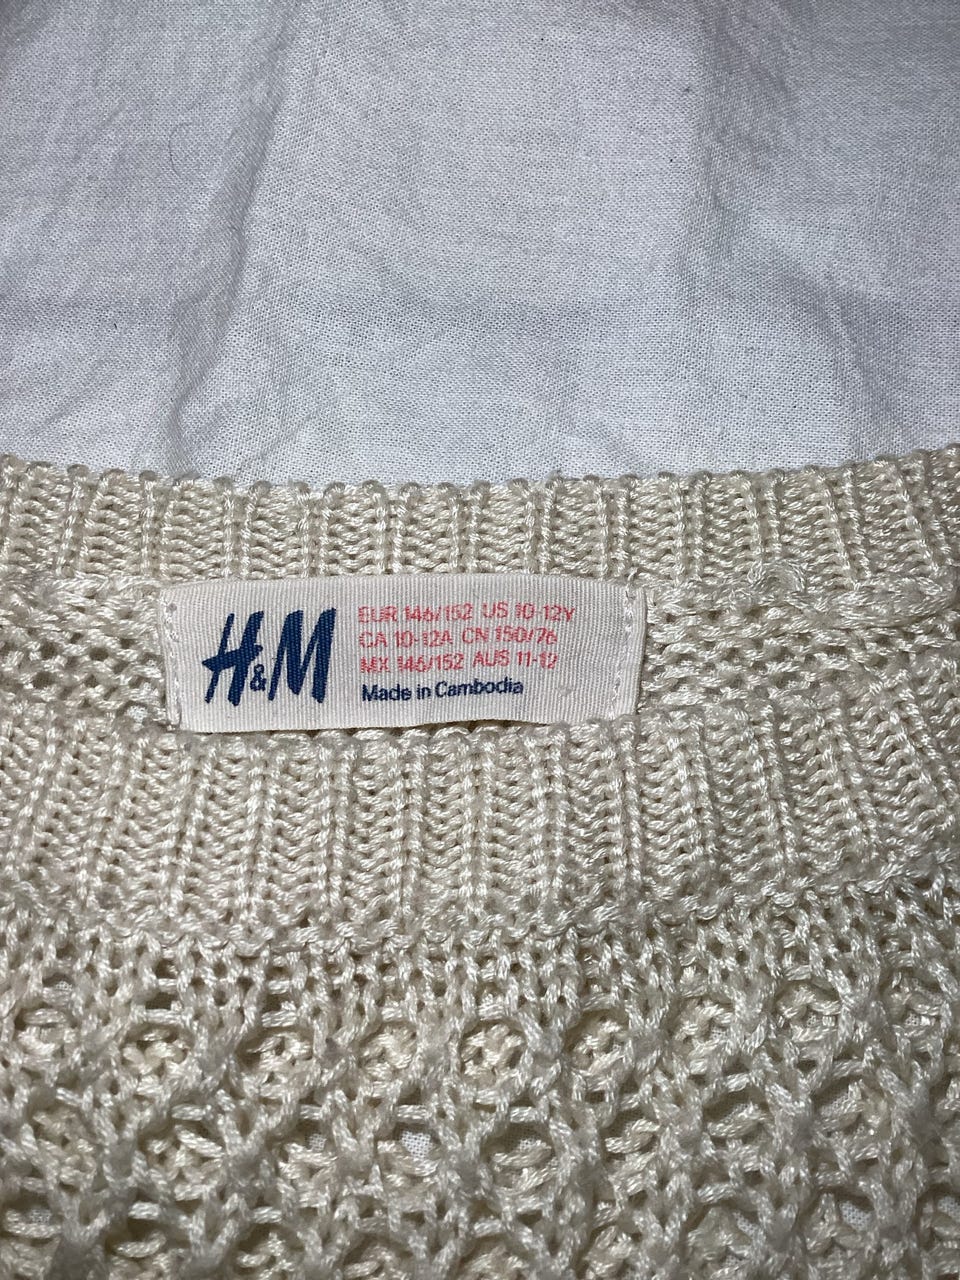 H&M
EUR 146/152 US 10-12Y
CA 10-12A CN 150/76
MX 146/152 AUS 11-12
Made in Cambodia